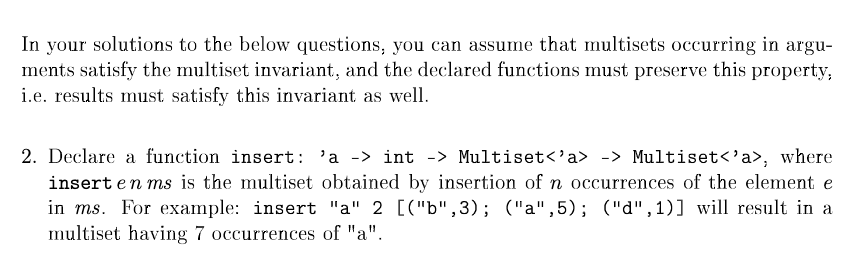 In your solutions to the below questions, you can assume that multisets occurring in argu-
ments satisfy the multiset invariant, and the declared functions must preserve this property,
i.e. results must satisfy this invariant as well.
2. Declare a function insert: 'a -> int -> Multiset<'a> -> Multiset<'a>, where
insert e n ms is the multiset obtained by insertion of n occurrences of the element e
in ms. For example: insert "a" 2 [("b",3); ("a",5); ("d",1)] will result in a
multiset having 7 occurrences of "a".